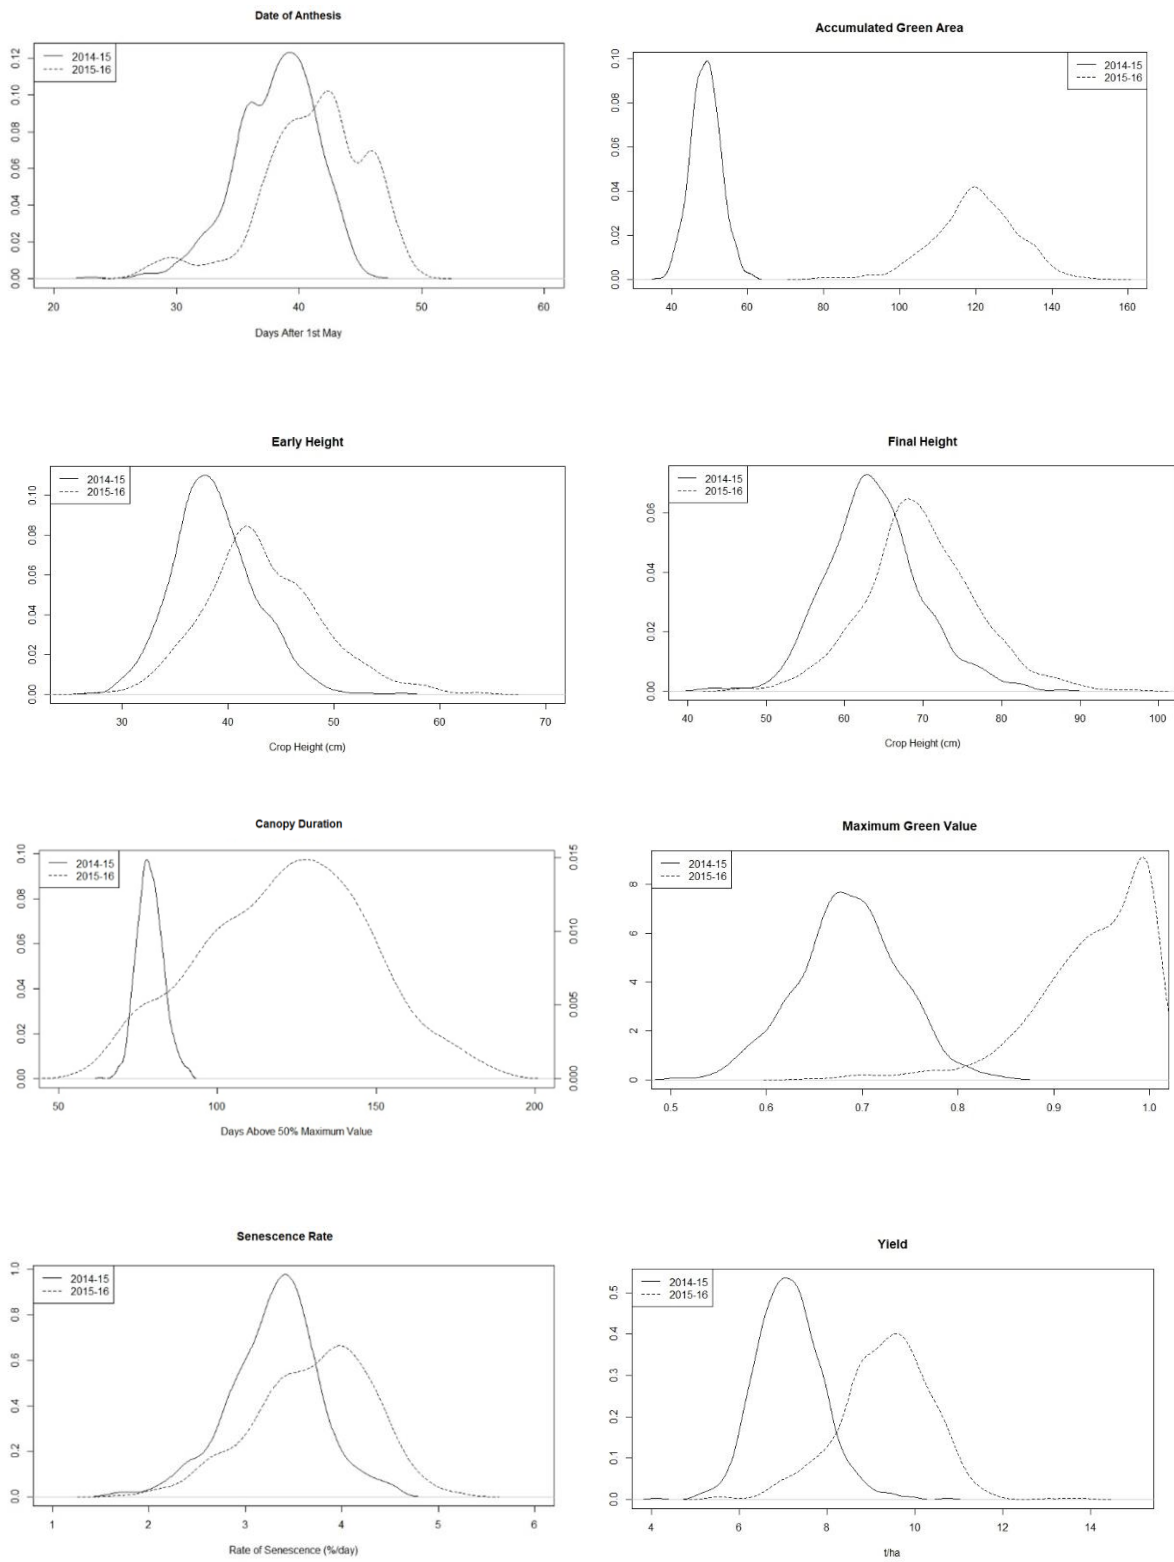 Date of Anthesis
2014-15
2015-16
0.00 0.02 0.04 0.06 0.08 0.10 0.12
20 30 40 50 60
Days After 1st May
Accumulated Green Area
2014-15
2015-16
0.00 0.02 0.04 0.06 0.08 0.10
40 60 80 100 120 140 160
Early Height
2014-15
2015-16
0.00 0.02 0.04 0.06 0.08 0.10
30 40 50 60 70
Crop Height (cm)
Final Height
2014-15
2015-16
0.00 0.02 0.04 0.06
40 50 60 70 80 90 100
Crop Height (cm)
Canopy Duration
2014-15
2015-16
0.00 0.02 0.04 0.06 0.08 0.10
0.000 0.005 0.010 0.015
50 100 150 200
Days Above 50% Maximum Value
Maximum Green Value
2014-15
2015-16
0 2 4 6 8
0.5 0.6 0.7 0.8 0.9 1.0
Senescence Rate
2014-15
2015-16
0.0 0.2 0.4 0.6 0.8 1.0
1 2 3 4 5 6
Rate of Senescence (%/day)
Yield
2014-15
2015-16
0.0 0.1 0.2 0.3 0.4 0.5
4 6 8 10 12 14
t/ha